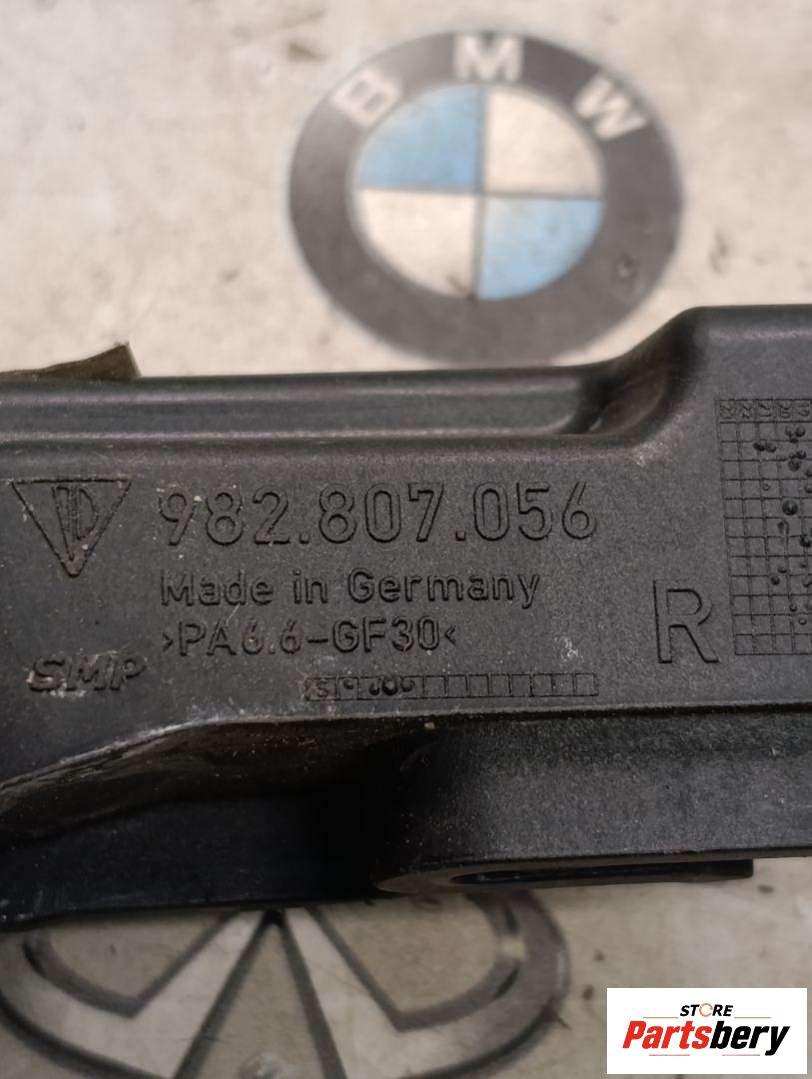 BMW
982.807.056
Made in Germany
>PA6.6-GF30<
R
SMP
STORE
Partsbery